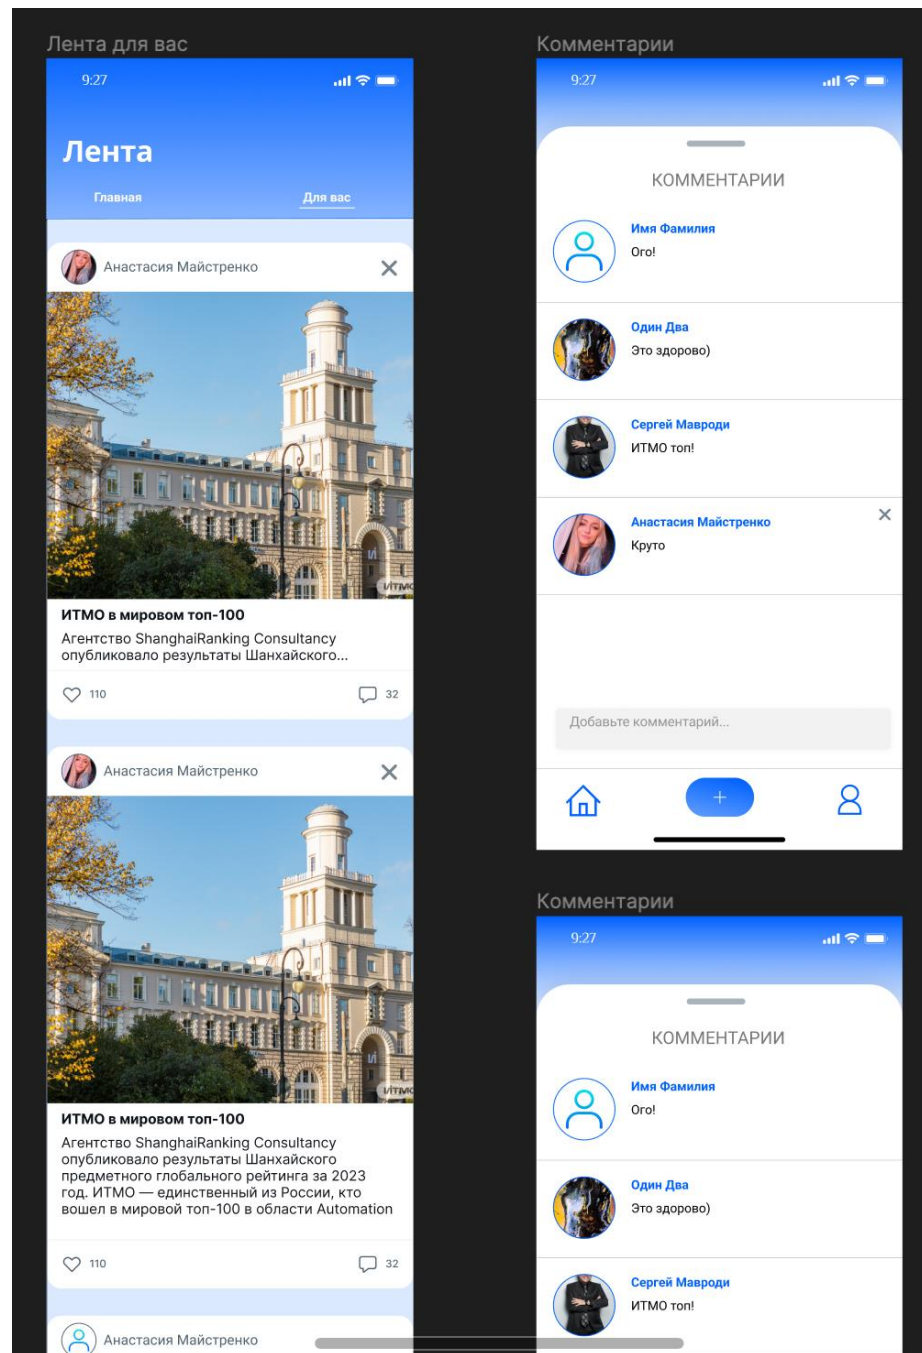 Лента для вас
9:27
Лента
Главная
Для вас
Анастасия Майстренко
ИТМО
ИТМО в мировом топ-100
Агентство ShanghaiRanking Consultancy
опубликовало результаты Шанхайского...
110
32
Анастасия Майстренко
ИТМО
ИТМО в мировом топ-100
Агентство ShanghaiRanking Consultancy
опубликовало результаты Шанхайского
предметного глобального рейтинга за 2023
год. ИТМО — единственный из России, кто
вошел в мировой топ-100 в области Automation
110
32
Анастасия Майстренко
Комментарии
9:27
КОММЕНТАРИИ
Имя Фамилия
Ого!
Один Два
Это здорово)
Сергей Мавроди
ИТМО топ!
Анастасия Майстренко
Круто
Добавьте комментарий...
+
Комментарии
9:27
КОММЕНТАРИИ
Имя Фамилия
Ого!
Один Два
Это здорово)
Сергей Мавроди
ИТМО топ!